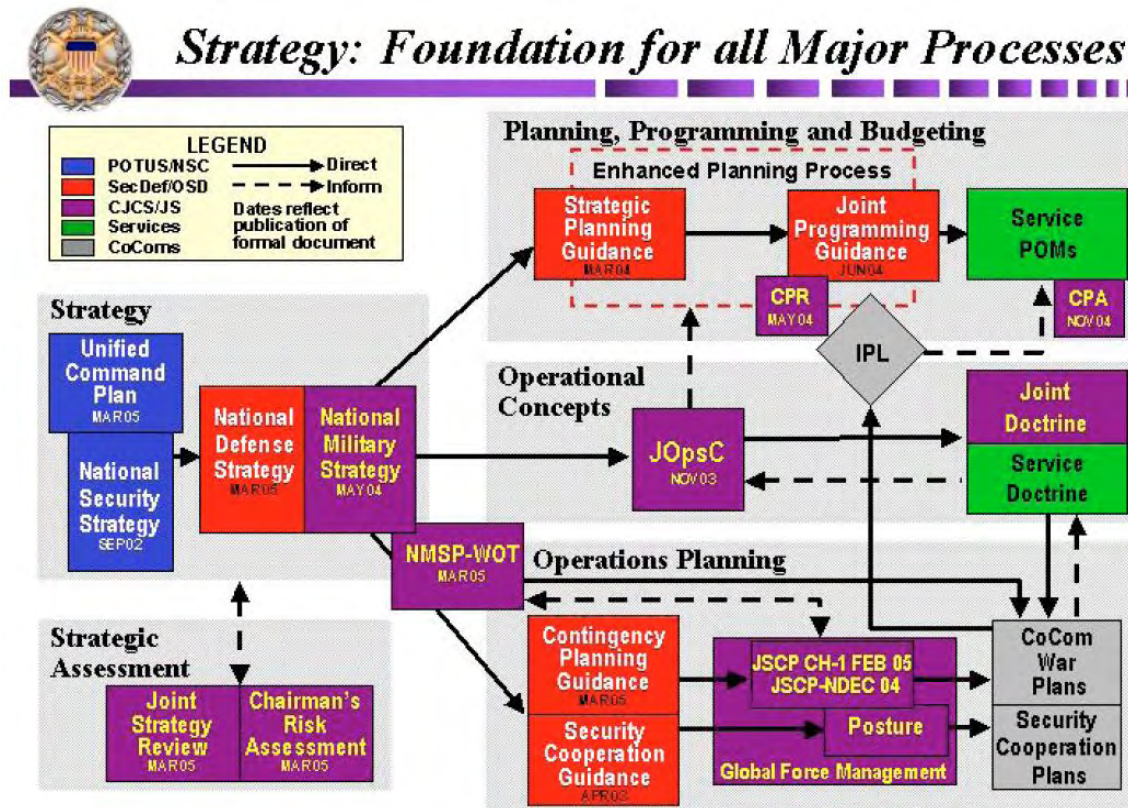 Strategy: Foundation for all Major Processes
LEGEND
POTUS/NSC
Direct
SecDef/OSD
Inform
CJCS/JS
Services
CoComs
Dates reflect
publication of
formal document
Planning, Programming and Budgeting
Enhanced Planning Process
Strategic
Planning
Guidance
MAR04
Joint
Programming
Guidance
JUN04
Service
POMs
CPR
MAY04
CPA
NOV04
IPL
Strategy
Unified
Command
Plan
MAR05
National
Security
Strategy
SEP02
National
Defense
Strategy
MAR05
National
Military
Strategy
MAY04
Operational
Concepts
JOpsC
NOV03
Joint
Doctrine
Service
Doctrine
NMSP-WOT
MAR05
Operations Planning
Contingency
Planning
Guidance
MAR05
Security
Cooperation
Guidance
APR03
JSCP CH-1 FEB 05
JSCP-NDEC 04
Posture
Global Force Management
CoCom
War
Plans
Security
Cooperation
Plans
Strategic
Assessment
Joint
Strategy
Review
MAR05
Chairman's
Risk
Assessment
MAR05